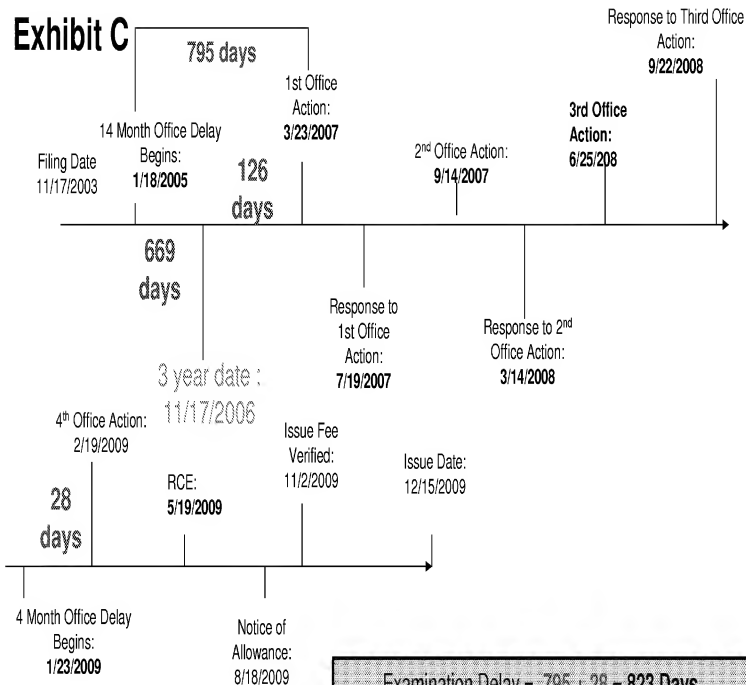 Exhibit C
795 days
Response to Third Office
Action:
9/22/2008
1st Office
Action:
3/23/2007
14 Month Office Delay
Begins:
1/18/2005
Filing Date
11/17/2003
126
days
2nd Office Action:
9/14/2007
3rd Office
Action:
6/25/208
669
days
3 year date :
11/17/2006
Response to
1st Office
Action:
7/19/2007
Response to 2nd
Office Action:
3/14/2008
4th Office Action:
2/19/2009
28
days
RCE:
5/19/2009
Issue Fee
Verified:
11/2/2009
Issue Date:
12/15/2009
4 Month Office Delay
Begins:
1/23/2009
Notice of
Allowance:
8/18/2009
Examination Delay = 795 + 28 = 823 Days